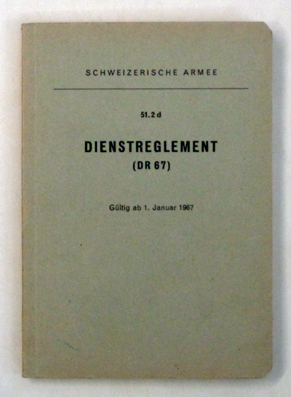 SCHWEIZERISCHE ARMEE
51.2 d
DIENSTREGLEMENT
(DR 67)
Gültig ab 1. Januar 1967